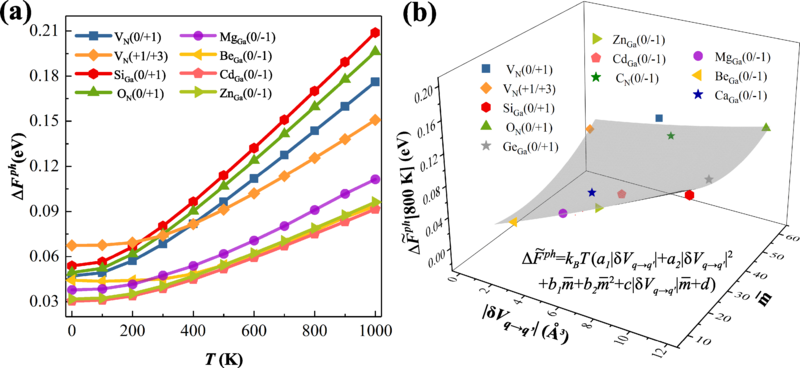 (a)
ΔF^ph (eV)
0.21
0.18
0.15
0.12
0.09
0.06
0.03
V_N(0/+1)
V_N(+1/+3)
Si_Ga(0/+1)
O_N(0/+1)
Mg_Ga(0/-1)
Be_Ga(0/-1)
Cd_Ga(0/-1)
Zn_Ga(0/-1)
0 200 400 600 800 1000
T (K)
(b)
ΔF̃^ph[800 K] (eV)
0.20
0.16
0.12
0.08
0.04
0.00
V_N(0/+1)
V_N(+1/+3)
Si_Ga(0/+1)
O_N(0/+1)
Ge_Ga(0/+1)
Zn_Ga(0/-1)
Cd_Ga(0/-1)
C_N(0/-1)
Mg_Ga(0/-1)
Be_Ga(0/-1)
Ca_Ga(0/-1)
ΔF̃^ph=k_BT(a_1|δV_q→q'|+a_2|δV_q→q'|^2
+b_1m̅+b_2m̅^2+c|δV_q→q'|m̅+d)
0 2 4 6 8 10 12
|δV_q→q'| (Å^3)
10 20 30 40 50 60
m̅